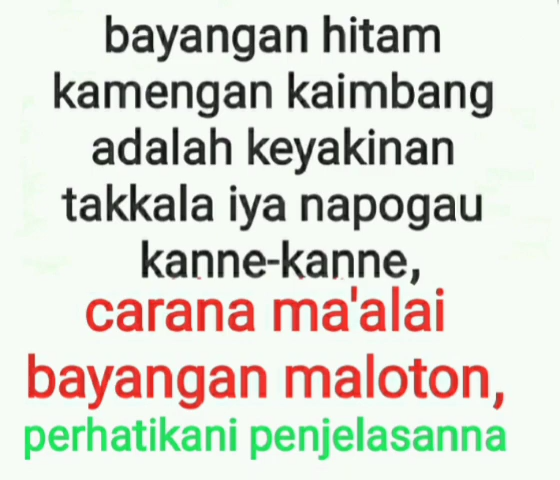 bayangan hitam
kamengan kaimbang
adalah keyakinan
takkala iya napogau
kanne-kanne,
carana ma'alai
bayangan maloton,
perhatikani penjelasanna